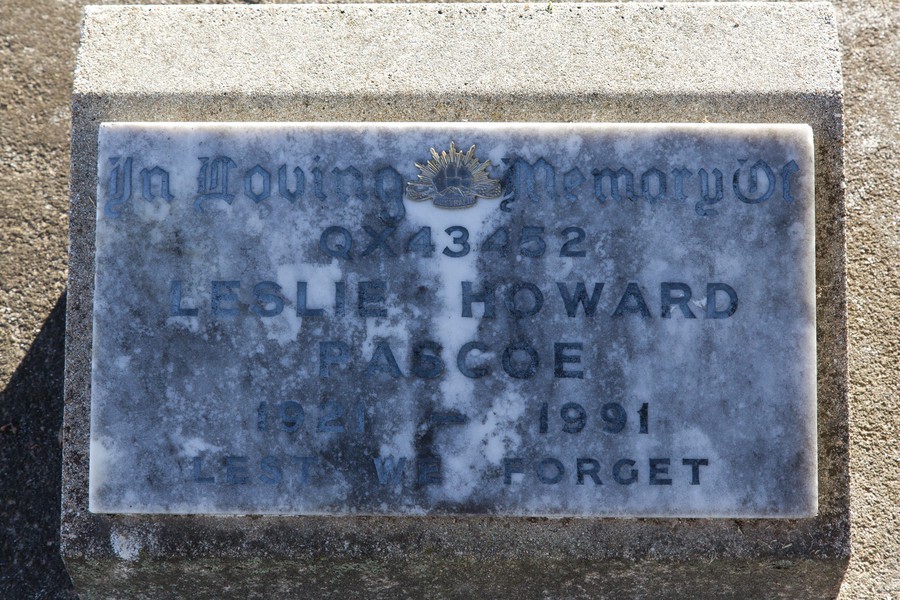 In Loving Memory Of
QX43452
LESLIE HOWARD
PASCOE
1921 - 1991
LEST WE FORGET